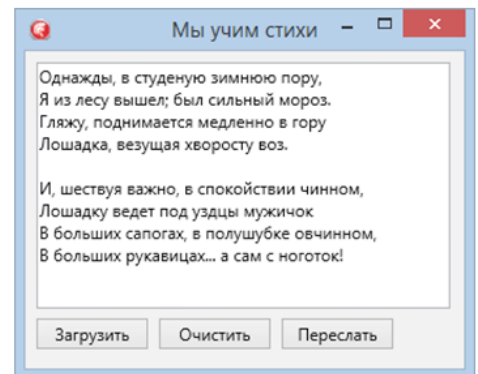 Мы учим стихи
Однажды, в студеную зимнюю пору,
Я из лесу вышел; был сильный мороз.
Гляжу, поднимается медленно в гору
Лошадка, везущая хворосту воз.
И, шествуя важно, в спокойствии чинном,
Лошадку ведет под уздцы мужичок
В больших сапогах, в полушубке овчинном,
В больших рукавицах... а сам с ноготок!
Загрузить Очистить Переслать